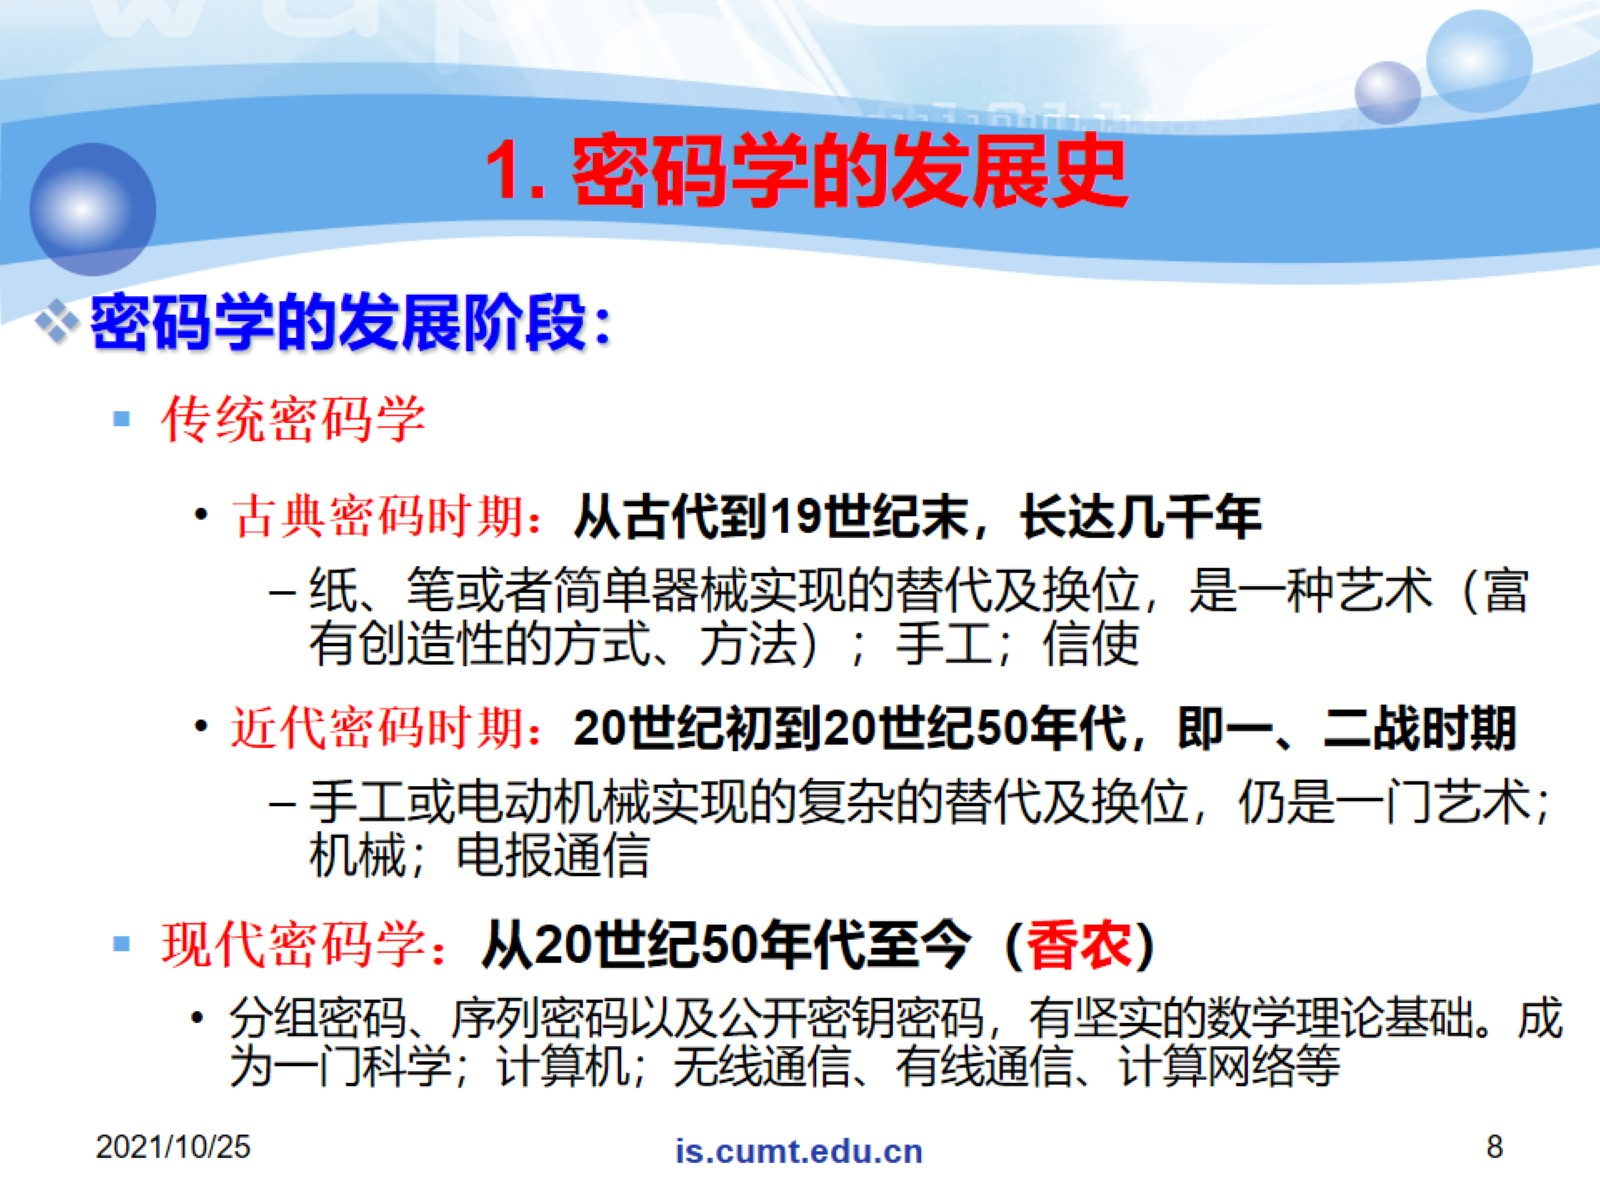 1. 密码学的发展史
密码学的发展阶段：
传统密码学
• 古典密码时期：从古代到19世纪末，长达几千年
– 纸、笔或者简单器械实现的替代及换位，是一种艺术（富
有创造性的方式、方法）；手工；信使
• 近代密码时期：20世纪初到20世纪50年代，即一、二战时期
– 手工或电动机械实现的复杂的替代及换位，仍是一门艺术；
机械；电报通信
现代密码学：从20世纪50年代至今（香农）
• 分组密码、序列密码以及公开密钥密码，有坚实的数学理论基础。成
为一门科学；计算机；无线通信、有线通信、计算网络等
2021/10/25
is.cumt.edu.cn
8